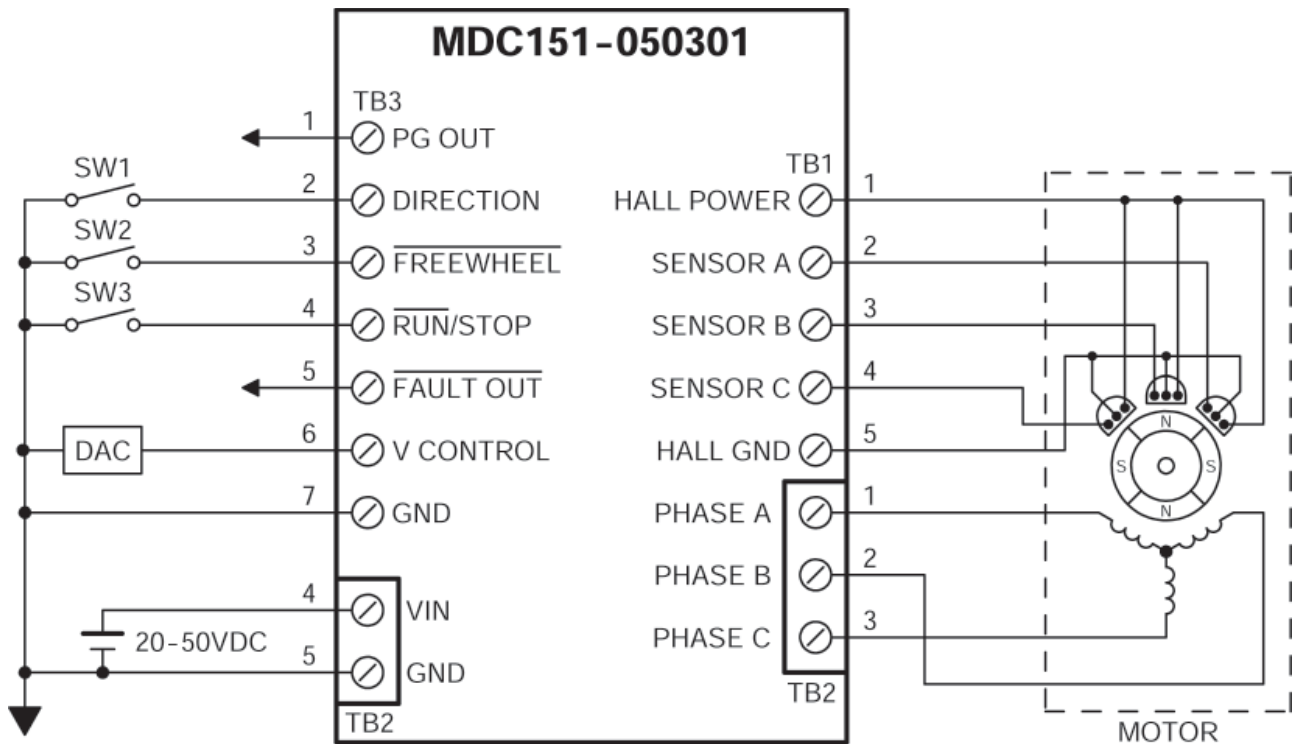 MDC151-050301
TB3
1
PG OUT
SW1
2
DIRECTION
SW2
3
FREEWHEEL
SW3
4
RUN/STOP
5
FAULT OUT
DAC
6
V CONTROL
7
GND
4
VIN
20-50VDC
5
GND
TB2
TB1
HALL POWER
1
SENSOR A
2
SENSOR B
3
SENSOR C
4
HALL GND
5
PHASE A
1
PHASE B
2
PHASE C
3
TB2
N
S
S
N
MOTOR